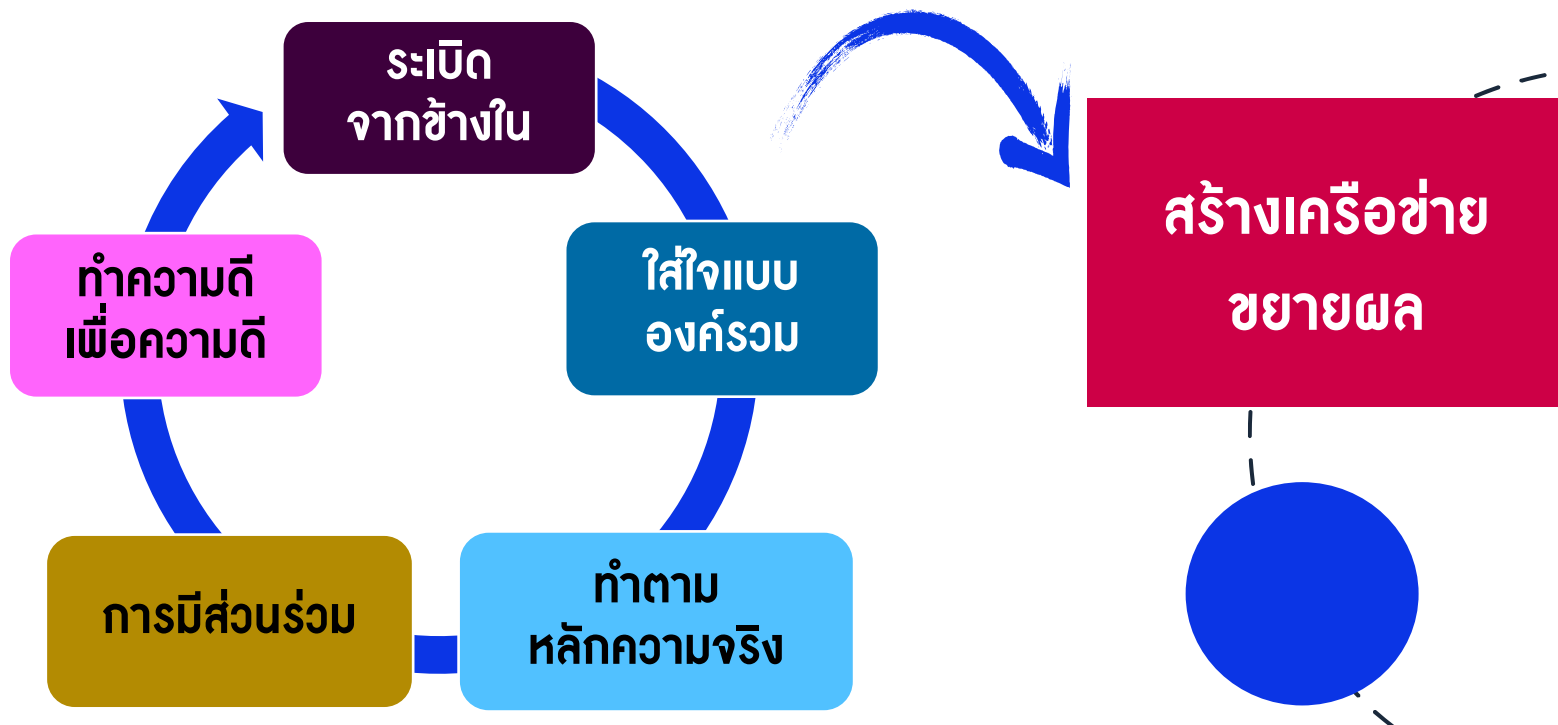 ระเบิด
จากข้างใน
ใส่ใจแบบ
องค์รวม
ทำตาม
หลักความจริง
การมีส่วนร่วม
ทำความดี
เพื่อความดี
สร้างเครือข่าย
ขยายผล